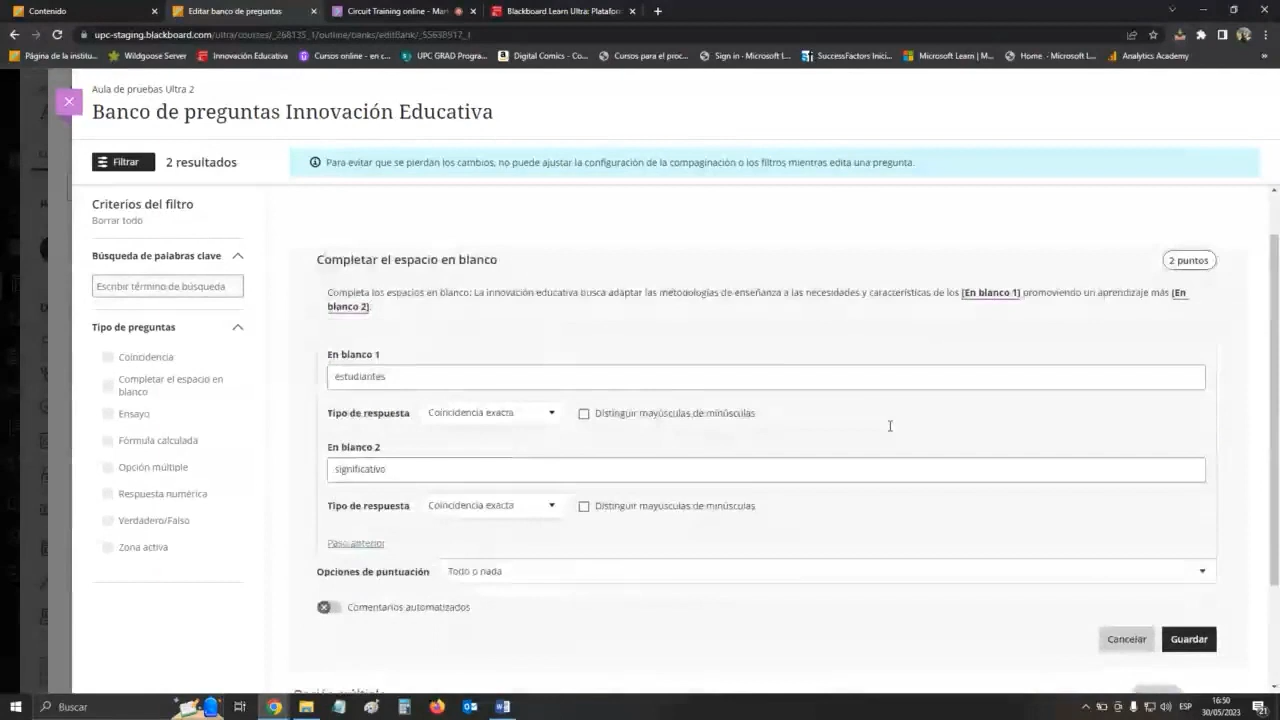 Contenido
Editar banco de preguntas
Circuit Training online - Mart
Blackboard Learn Ultra: Platafor
upc-staging.blackboard.com/ultra/courses/_268135_1/outline/banks/editBank/_55638917_1
Página de la institu...
Wildgoose Server
Innovación Educativa
Cursos online - en c...
UPC GRAD Progra...
Digital Comics - Co...
Cursos para el proc...
Sign in - Microsoft L...
SuccessFactors Inici...
Microsoft Learn | M...
Home - Microsoft L...
Analytics Academy
Aula de pruebas Ultra 2
Banco de preguntas Innovación Educativa
Filtrar
2 resultados
Para evitar que se pierdan los cambios, no puede ajustar la configuración de la compaginación o los filtros mientras edita una pregunta.
Criterios del filtro
Borrar todo
Búsqueda de palabras clave
Escribir término de búsqueda
Tipo de preguntas
Coincidencia
Completar el espacio en
blanco
Ensayo
Fórmula calculada
Opción múltiple
Respuesta numérica
Verdadero/Falso
Zona activa
Completar el espacio en blanco
2 puntos
Completa los espacios en blanco: La innovación educativa busca adaptar las metodologías de enseñanza a las necesidades y características de los [En blanco 1] promoviendo un aprendizaje más [En
blanco 2].
En blanco 1
estudiantes
Tipo de respuesta
Coincidencia exacta
Distinguir mayúsculas de minúsculas
En blanco 2
significativo
Tipo de respuesta
Coincidencia exacta
Distinguir mayúsculas de minúsculas
Paso anterior
Opciones de puntuación
Todo o nada
Comentarios automatizados
Cancelar
Guardar
Opción múltiple
Buscar
ESP
16:50
30/05/2023
21